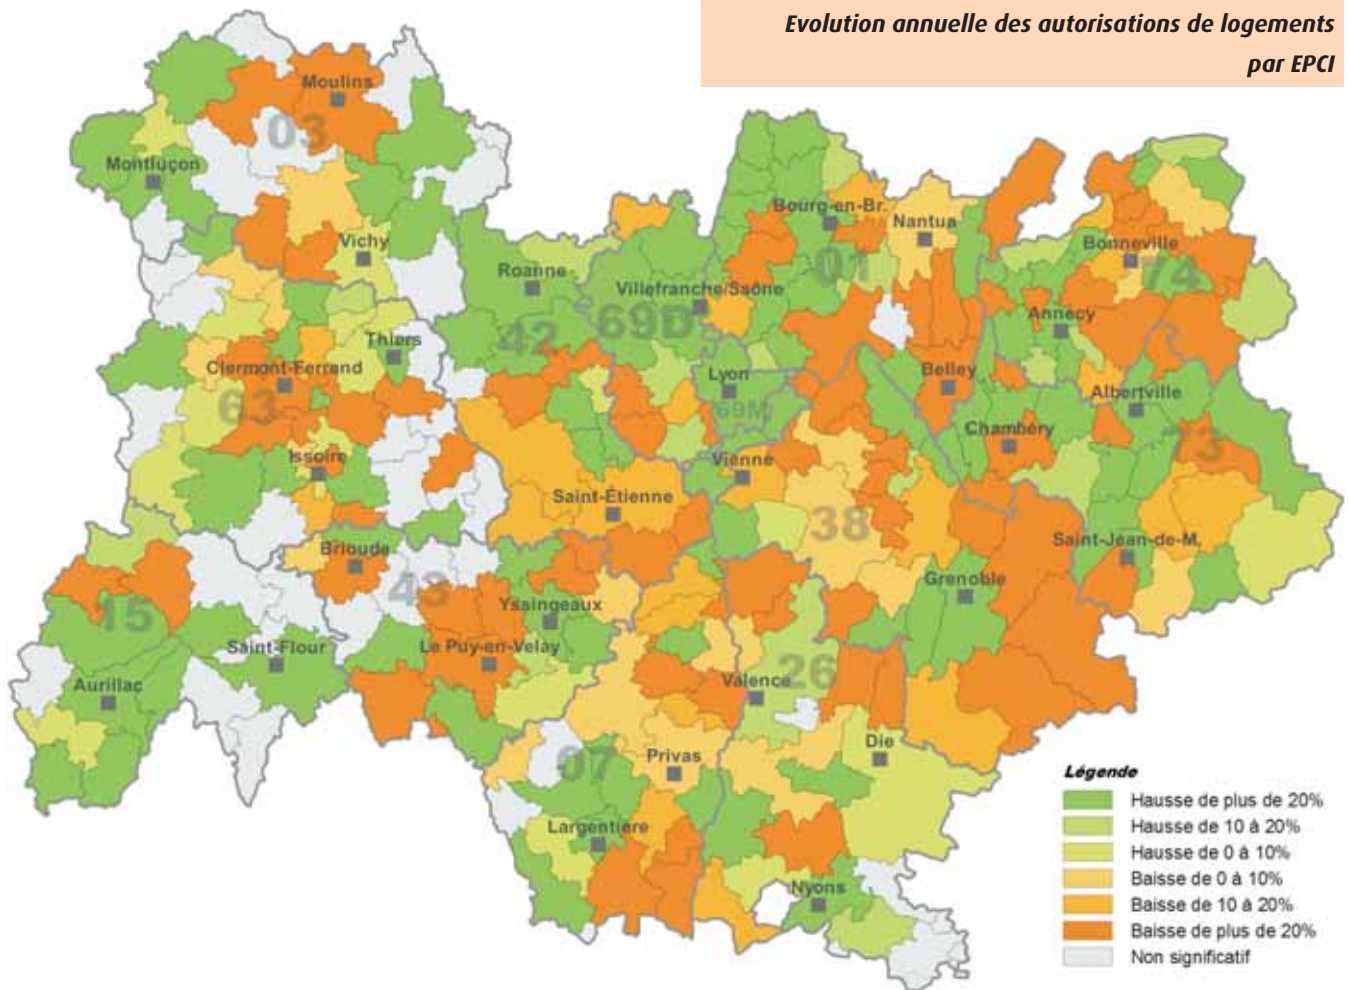 Evolution annuelle des autorisations de logements
par EPCI
Moulins
03
Montluçon
Vichy
Bourg-en-Br.
Nantua
01
Bonneville
74
Roanne
Villefranche/Saône
69D
42
Annecy
Thiers
Clermont-Ferrand
63
Lyon
69M
Belley
Albertville
Chambéry
73
Issoire
Vienne
Saint-Étienne
38
Saint-Jean-de-M.
Brioude
43
Grenoble
15
Yssingeaux
Saint-Flour
Le Puy-en-Velay
26
Aurillac
Valence
Die
Privas
07
Largentière
Nyons
Légende
Hausse de plus de 20%
Hausse de 10 à 20%
Hausse de 0 à 10%
Baisse de 0 à 10%
Baisse de 10 à 20%
Baisse de plus de 20%
Non significatif